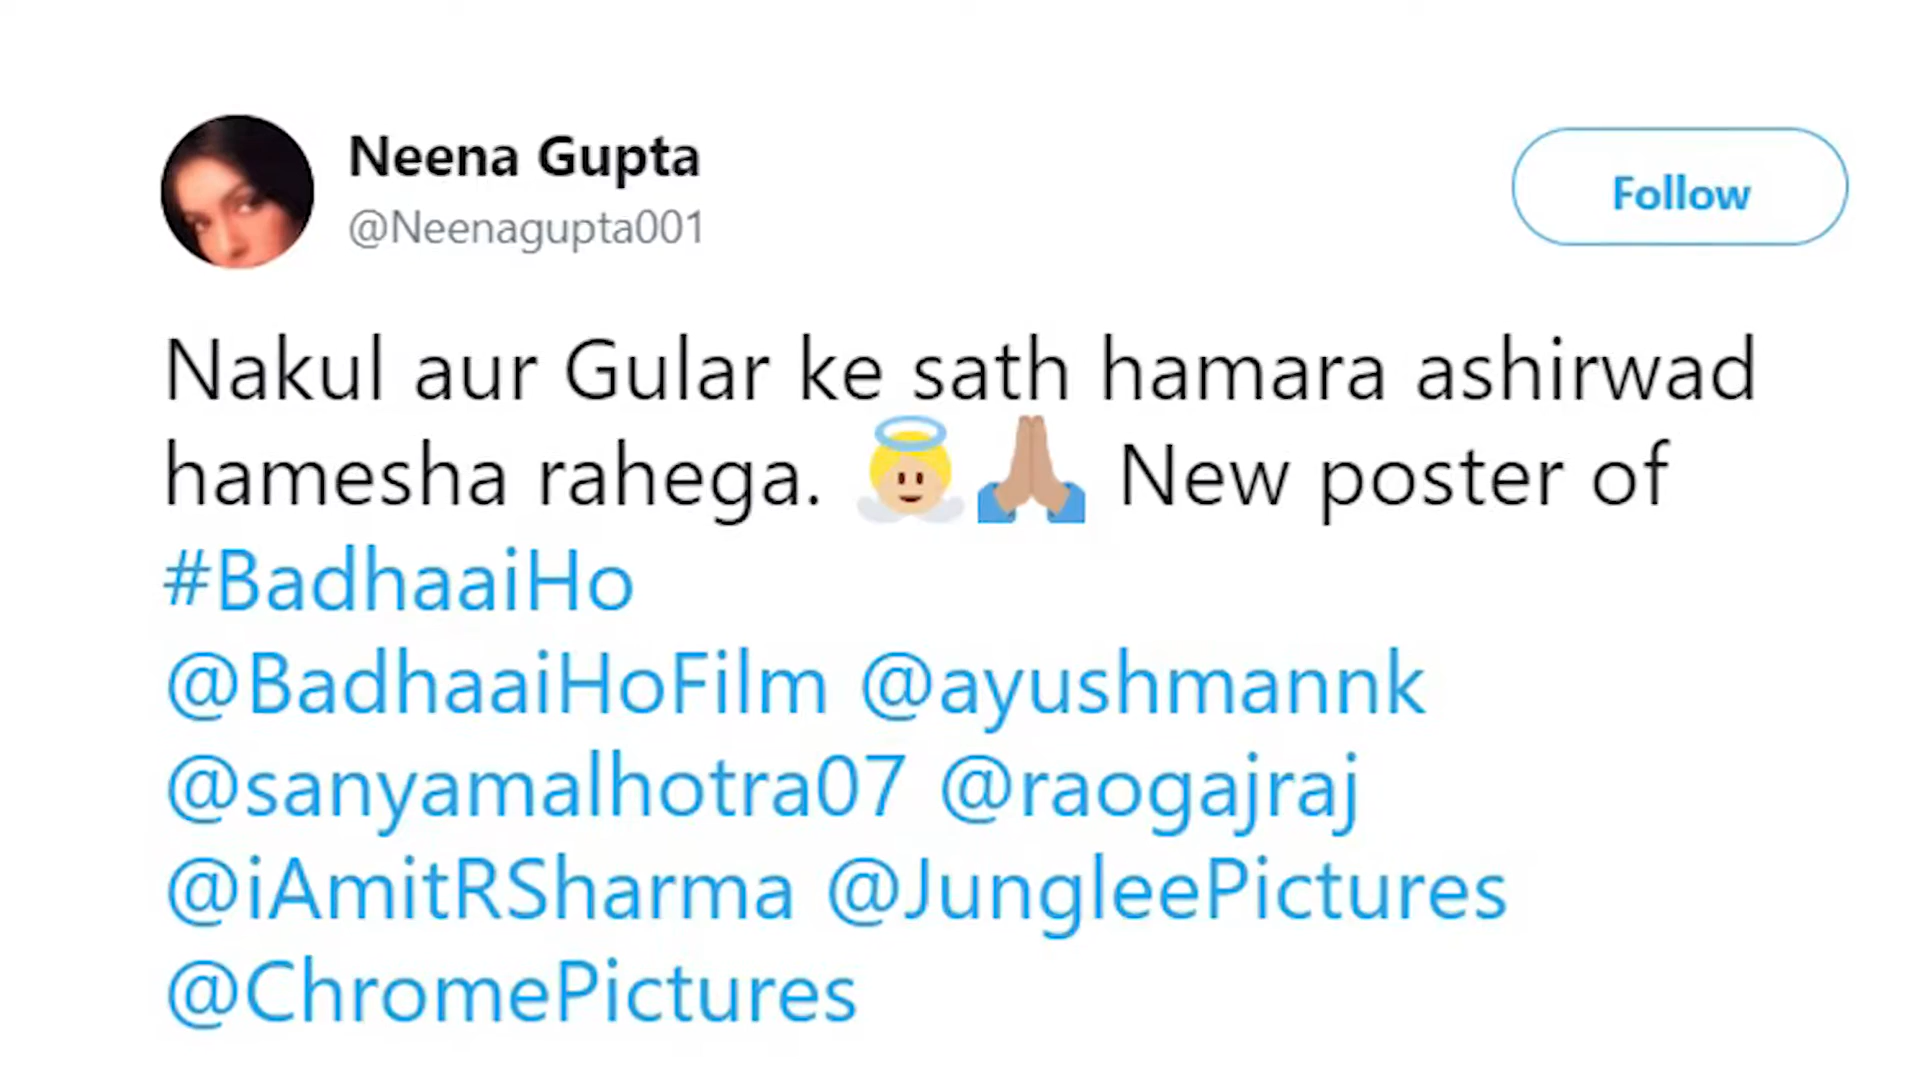 Neena Gupta
@Neenagupta001
Follow
Nakul aur Gular ke sath hamara ashirwad
hamesha rahega. 👼🏼🙏🏽 New poster of
#BadhaaiHo
@BadhaaiHoFilm @ayushmannk
@sanyamalhotra07 @raogajraj
@iAmitRSharma @JungleePictures
@ChromePictures